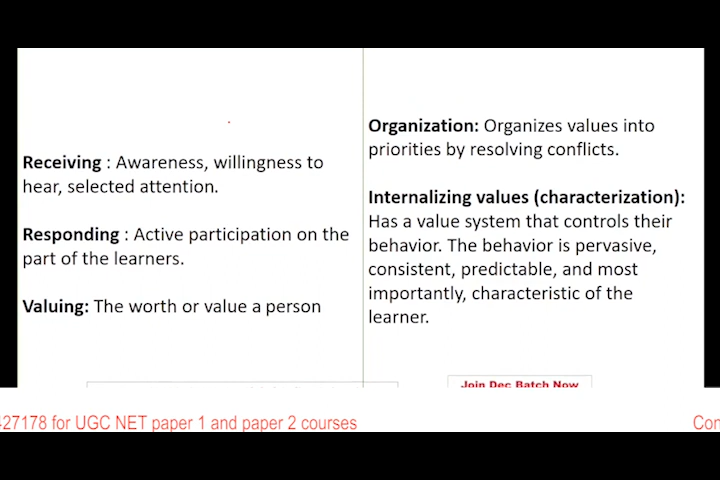 Receiving : Awareness, willingness to
hear, selected attention.
Responding : Active participation on the
part of the learners.
Valuing: The worth or value a person
Organization: Organizes values into
priorities by resolving conflicts.
Internalizing values (characterization):
Has a value system that controls their
behavior. The behavior is pervasive,
consistent, predictable, and most
importantly, characteristic of the
learner.
Join Dec Batch Now
427178 for UGC NET paper 1 and paper 2 courses